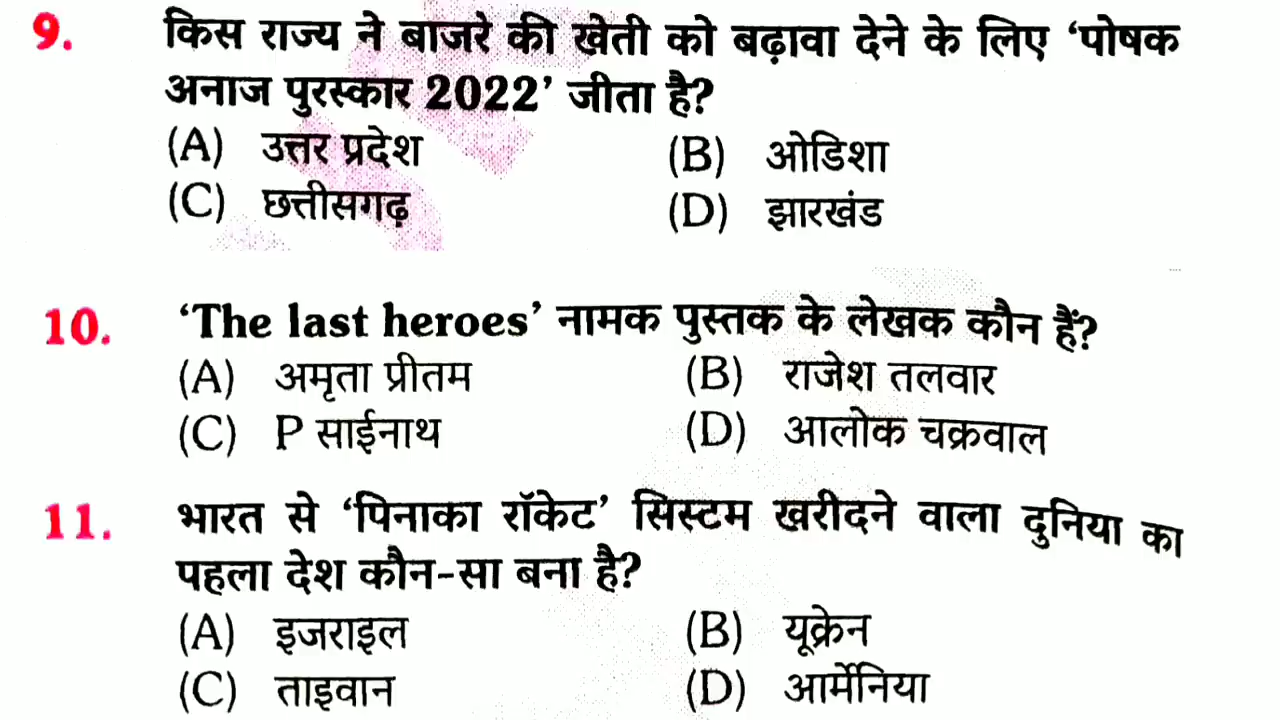 9. किस राज्य ने बाजरे की खेती को बढ़ावा देने के लिए ‘पोषक
अनाज पुरस्कार 2022’ जीता है?
(A) उत्तर प्रदेश (B) ओडिशा
(C) छत्तीसगढ़ (D) झारखंड
10. ‘The last heroes’ नामक पुस्तक के लेखक कौन हैं?
(A) अमृता प्रीतम (B) राजेश तलवार
(C) P साईनाथ (D) आलोक चक्रवाल
11. भारत से ‘पिनाका रॉकेट’ सिस्टम खरीदने वाला दुनिया का
पहला देश कौन-सा बना है?
(A) इजराइल (B) यूक्रेन
(C) ताइवान (D) आर्मेनिया